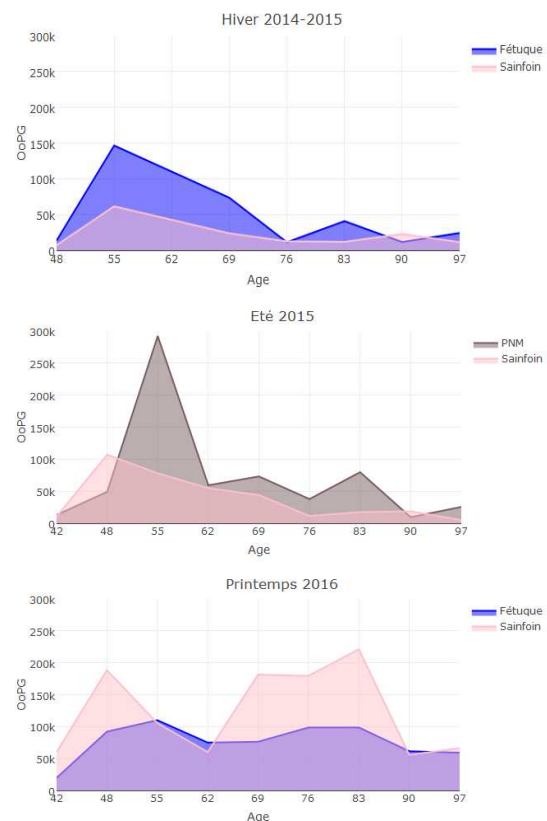 Hiver 2014-2015
300k
250k
200k
150k
100k
50k
0
OoPG
48 55 62 69 76 83 90 97
Age
Fétuque
Sainfoin
Eté 2015
300k
250k
200k
150k
100k
50k
0
OoPG
42 48 55 62 69 76 83 90 97
Age
PNM
Sainfoin
Printemps 2016
300k
250k
200k
150k
100k
50k
0
OoPG
42 48 55 62 69 76 83 90 97
Age
Fétuque
Sainfoin